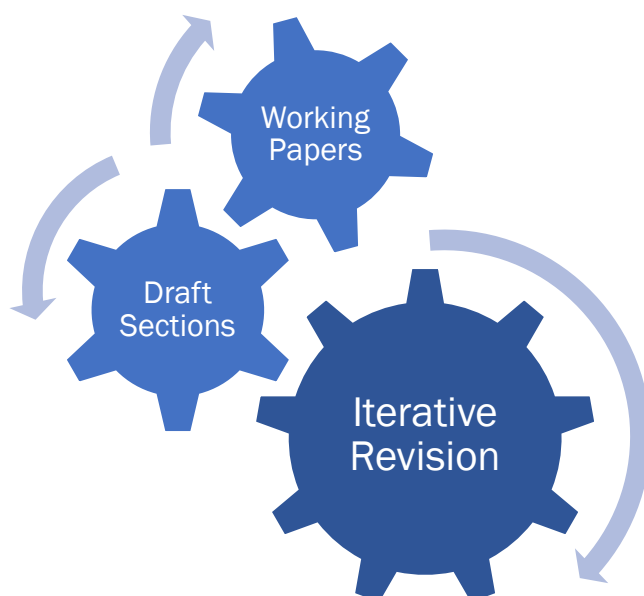 Working
Papers
Draft
Sections
Iterative
Revision